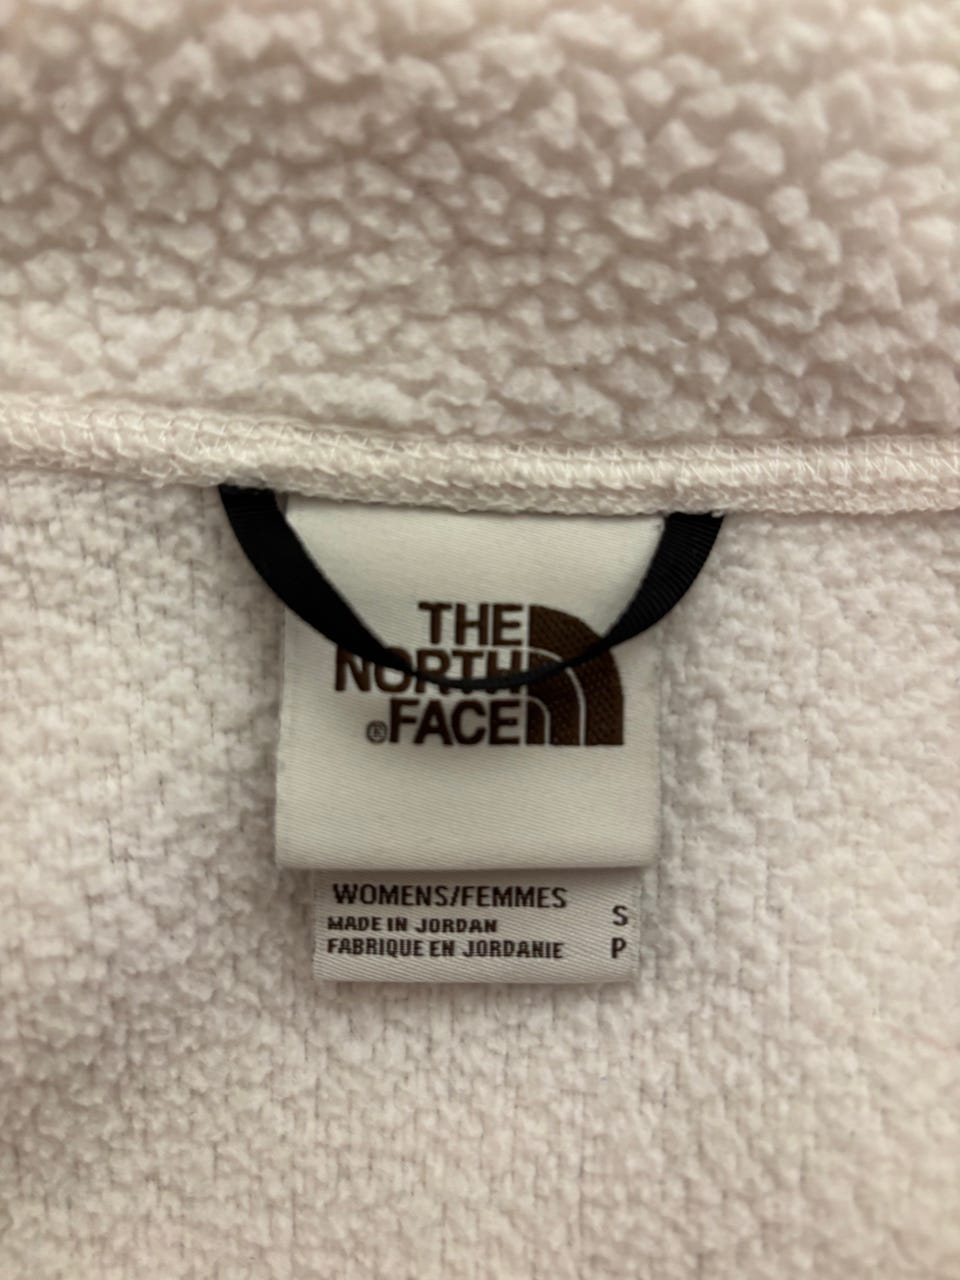 THE
NORTH
®FACE
WOMENS/FEMMES
MADE IN JORDAN
FABRIQUE EN JORDANIE
S
P